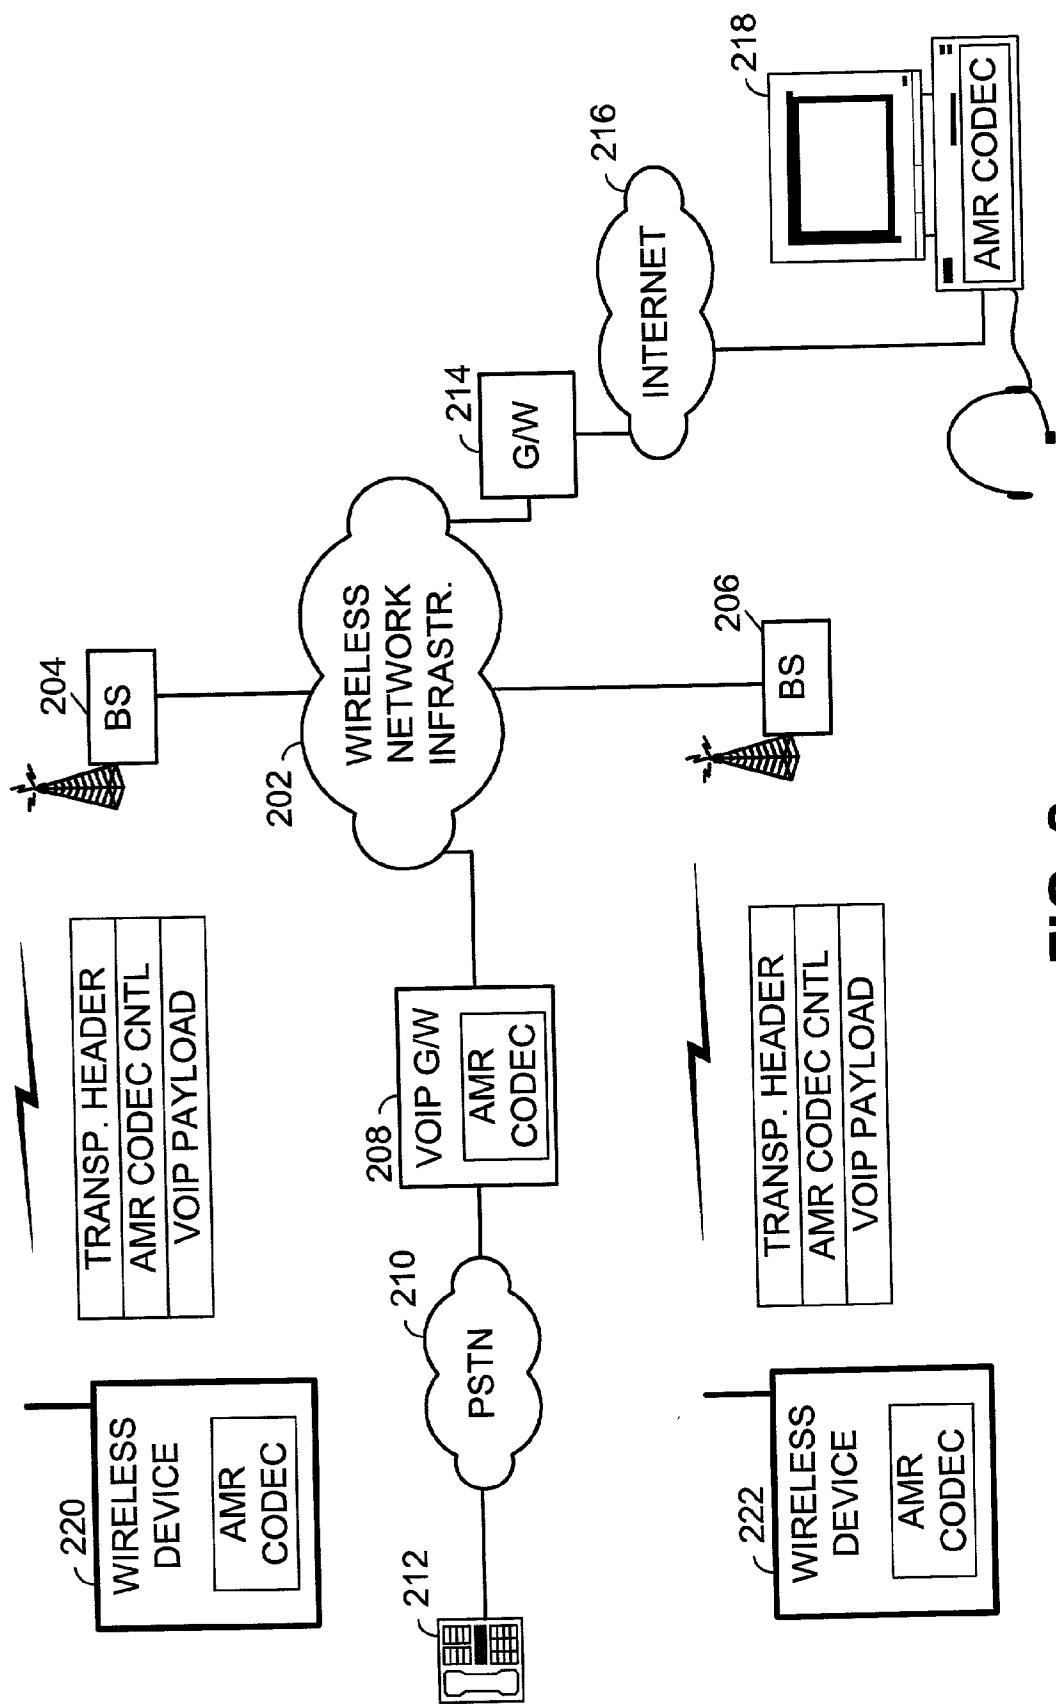 220
WIRELESS
DEVICE
AMR
CODEC
TRANSP. HEADER
AMR CODEC CNTL
VOIP PAYLOAD
204
BS
202
WIRELESS
NETWORK
INFRASTR.
212
210
PSTN
208
VOIP G/W
AMR
CODEC
214
G/W
216
INTERNET
218
AMR CODEC
222
WIRELESS
DEVICE
AMR
CODEC
TRANSP. HEADER
AMR CODEC CNTL
VOIP PAYLOAD
206
BS
FIG.